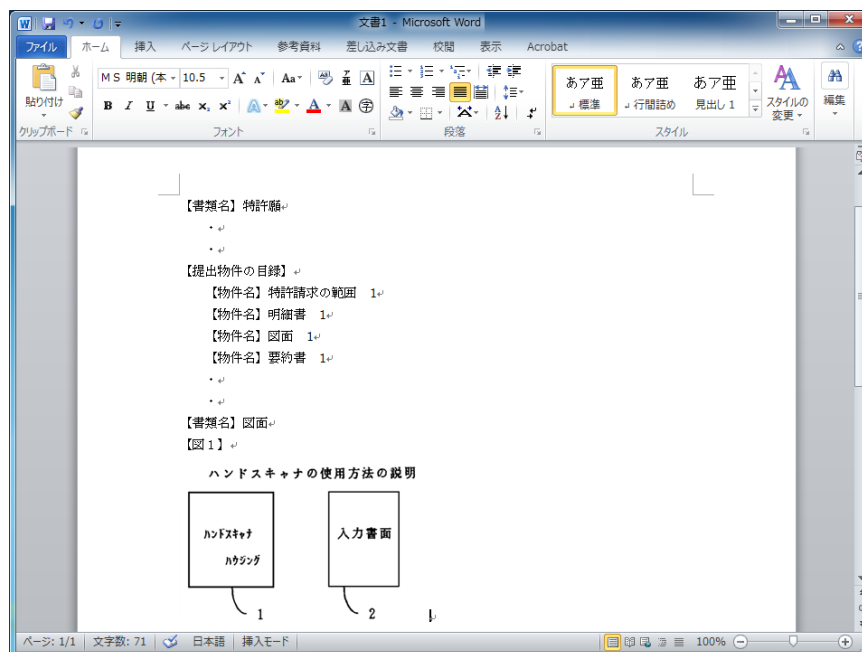 文書1 - Microsoft Word
ファイル ホーム 挿入 ページ レイアウト 参考資料 差し込み文書 校閲 表示 Acrobat
貼り付け
クリップボード
MS 明朝 (本 10.5
フォント
段落
あア亜 あア亜 あア亜
標準 行間詰め 見出し 1
スタイルの変更
スタイル
編集
【書類名】特許願
・
・
【提出物件の目録】
【物件名】特許請求の範囲 1
【物件名】明細書 1
【物件名】図面 1
【物件名】要約書 1
・
・
【書類名】図面
【図1】
ハンドスキャナの使用方法の説明
ハンドスキャナ
ハウジング
入力書面
1
2
ページ: 1/1 文字数: 71 日本語 挿入モード 100%